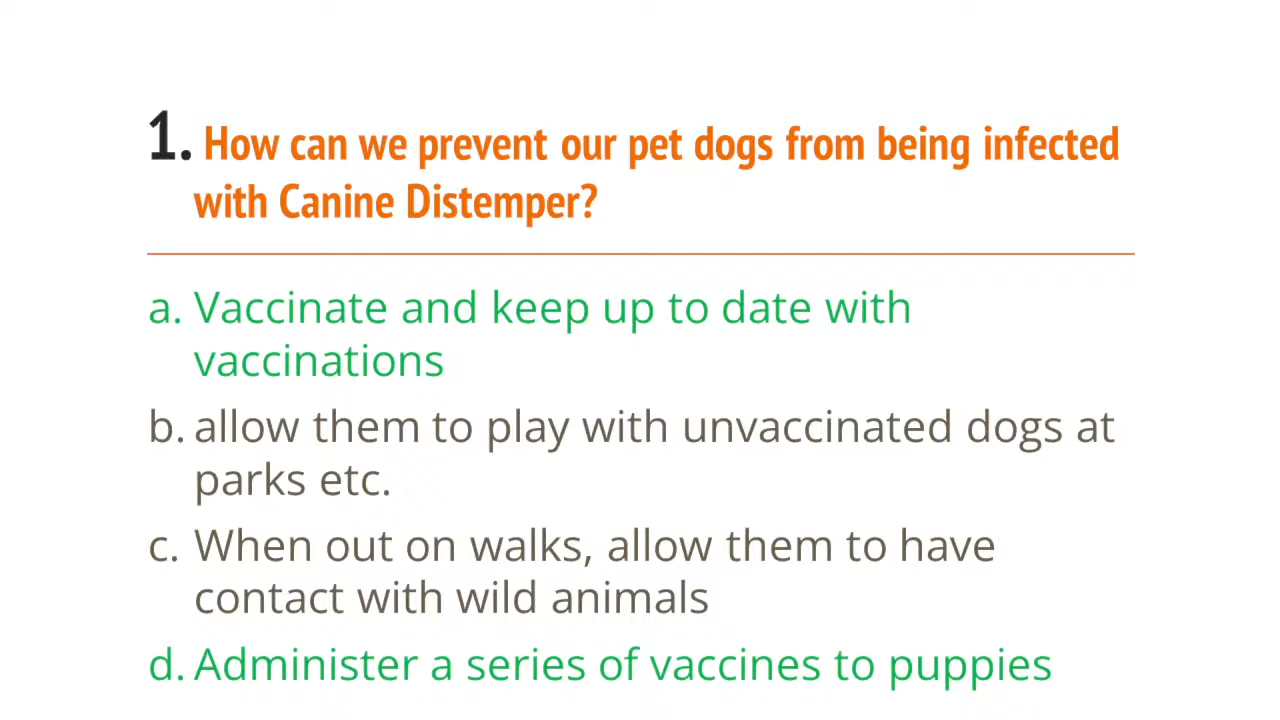 1. How can we prevent our pet dogs from being infected
with Canine Distemper?
a. Vaccinate and keep up to date with
vaccinations
b. allow them to play with unvaccinated dogs at
parks etc.
c. When out on walks, allow them to have
contact with wild animals
d. Administer a series of vaccines to puppies